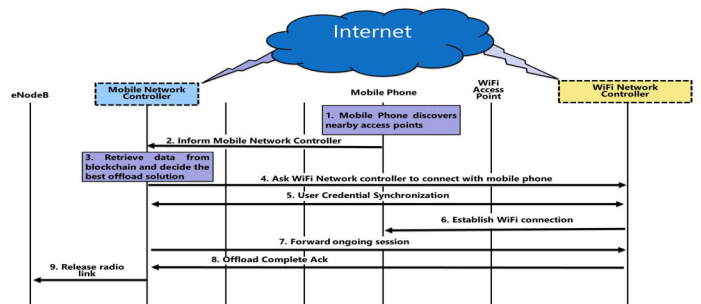 Internet
eNodeB
Mobile Network
Controller
Mobile Phone
WiFi
Access
Point
WiFi Network
Controller
1. Mobile Phone discovers
nearby access points
2. Inform Mobile Network Controller
3. Retrieve data from
blockchain and decide the
best offload solution
4. Ask WiFi Network controller to connect with mobile phone
5. User Credential Synchronization
6. Establish WiFi connection
7. Forward ongoing session
8. Offload Complete Ack
9. Release radio
link